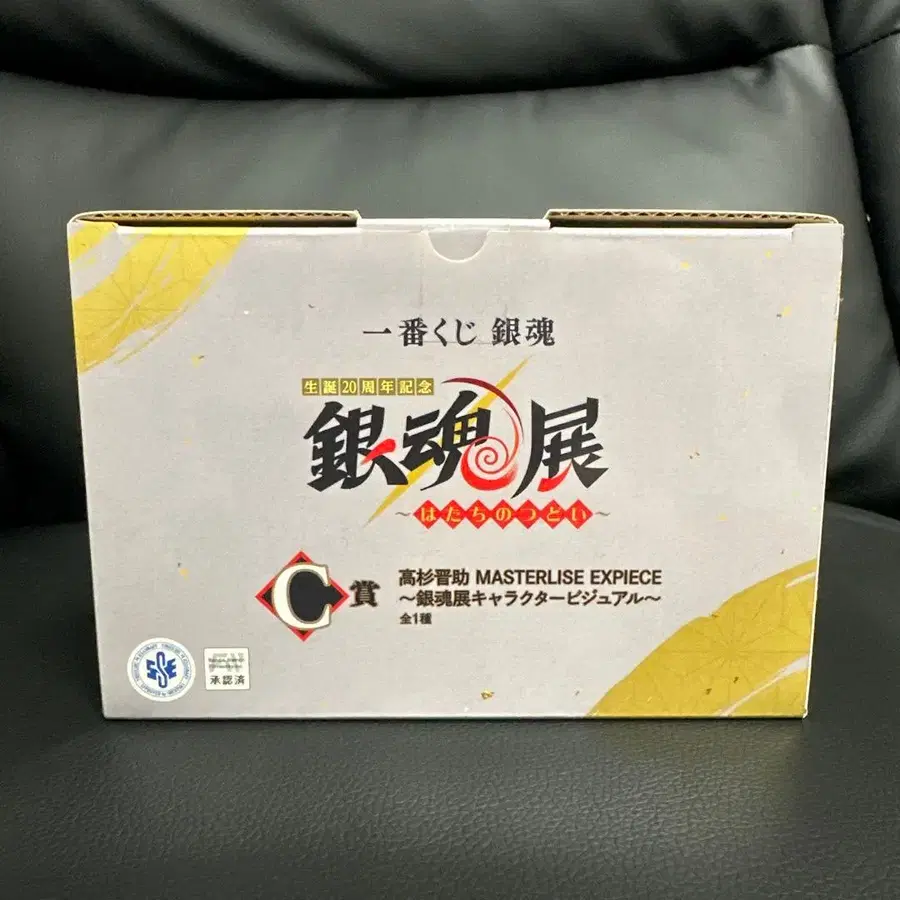 一番くじ 銀魂
生誕20周年記念
銀魂展
～はたちのつどい～
C賞
高杉晋助 MASTERLISE EXPIECE
～銀魂展キャラクタービジュアル～
全1種
承認済